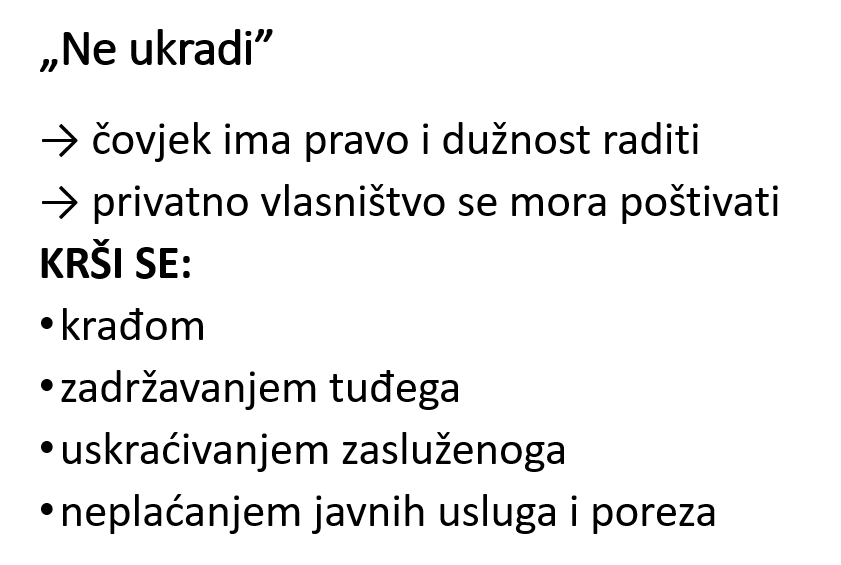 „Ne ukradi”
→ čovjek ima pravo i dužnost raditi
→ privatno vlasništvo se mora poštivati
KRŠI SE:
•krađom
•zadržavanjem tuđega
•uskraćivanjem zasluženoga
•neplaćanjem javnih usluga i poreza